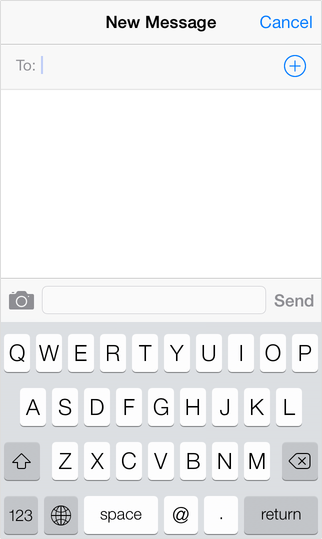 New Message Cancel
To:
Send
Q W E R T Y U I O P
A S D F G H J K L
Z X C V B N M
123 space @ . return